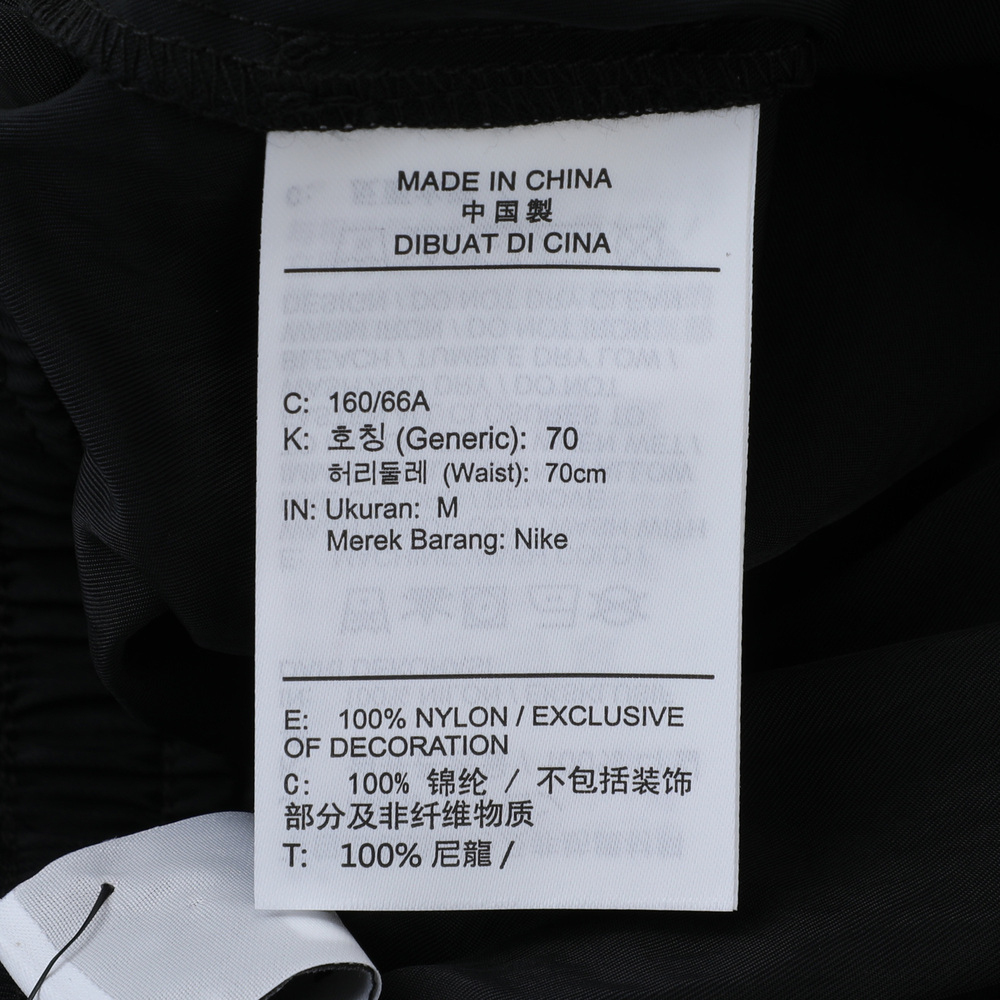 MADE IN CHINA
中国製
DIBUAT DI CINA
C: 160/66A
K: 호칭 (Generic): 70
허리둘레 (Waist): 70cm
IN: Ukuran: M
Merek Barang: Nike
E: 100% NYLON / EXCLUSIVE
OF DECORATION
C: 100% 锦纶 / 不包括装饰
部分及非纤维物质
T: 100% 尼龍 /